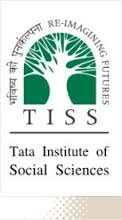 भविष्य की पुनर्कल्पना
RE-IMAGINING FUTURES
TISS
Tata Institute of
Social Sciences